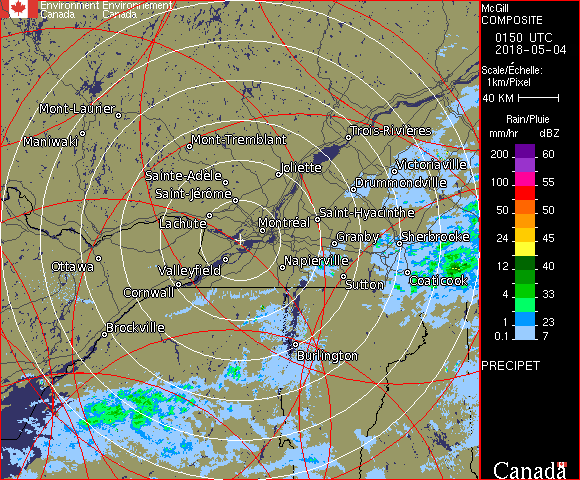 Environment Environnement
Canada Canada
McGill
COMPOSITE
0150 UTC
2018-05-04
Scale/Échelle:
1km/Pixel
40 KM
Rain/Pluie
mm/hr dBZ
200 60
150 57
100 55
50 50
24 45
12 40
4 33
1 23
0.1 7
PRECIPET
Canada
Mont-Laurier
Maniwaki
Mont-Tremblant
Trois-Rivières
Sainte-Adèle
Joliette
Victoriaville
Drummondville
Saint-Jérôme
Lachute
Montréal
Saint-Hyacinthe
Granby
Sherbrooke
Ottawa
Valleyfield
Napierville
Sutton
Coaticook
Cornwall
Brockville
Burlington